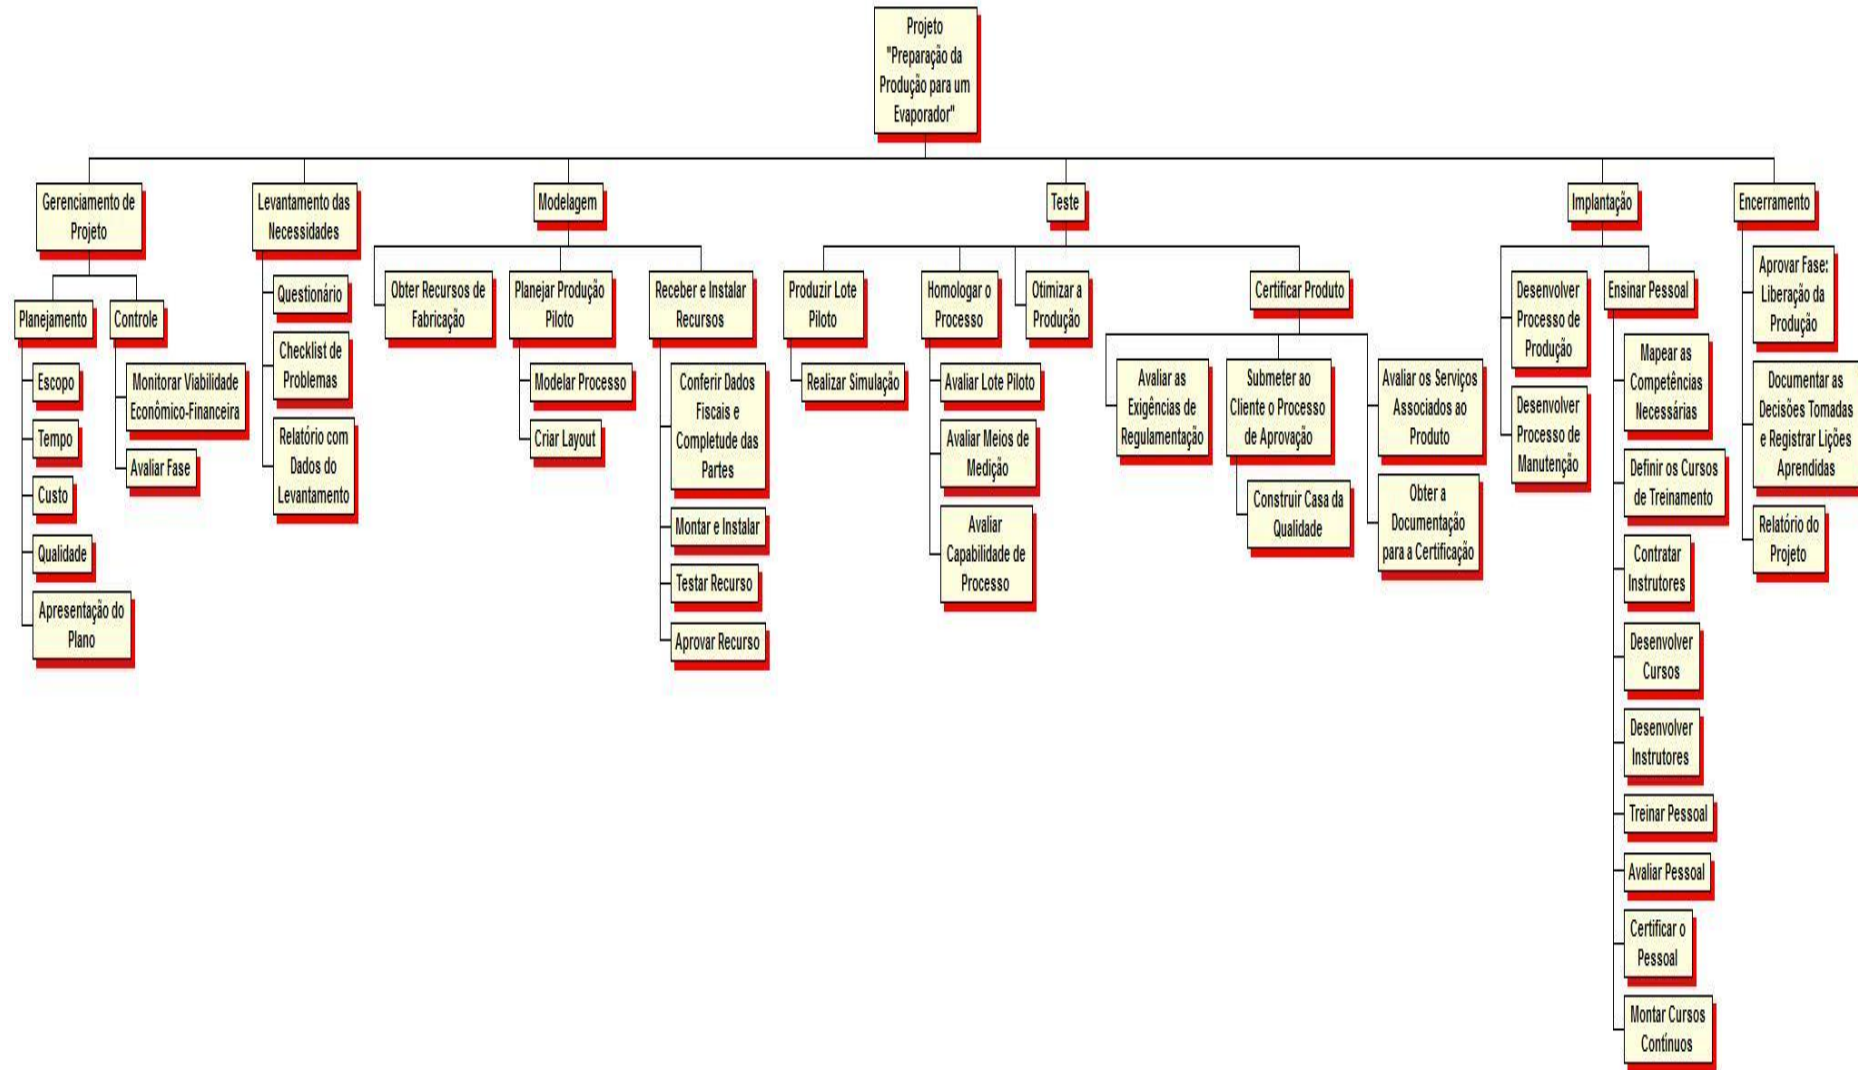 Projeto
"Preparação da
Produção para um
Evaporador"
Gerenciamento de
Projeto
Levantamento das
Necessidades
Modelagem
Teste
Implantação
Encerramento
Planejamento
Escopo
Tempo
Custo
Qualidade
Apresentação do
Plano
Controle
Monitorar Viabilidade
Econômico-Financeira
Avaliar Fase
Questionário
Checklist de
Problemas
Relatório com
Dados do
Levantamento
Obter Recursos de
Fabricação
Planejar Produção
Piloto
Modelar Processo
Criar Layout
Receber e Instalar
Recursos
Conferir Dados
Fiscais e
Completude das
Partes
Montar e Instalar
Testar Recurso
Aprovar Recurso
Produzir Lote
Piloto
Realizar Simulação
Homologar o
Processo
Avaliar Lote Piloto
Avaliar Meios de
Medição
Avaliar
Capabilidade de
Processo
Otimizar a
Produção
Certificar Produto
Avaliar as
Exigências de
Regulamentação
Submeter ao
Cliente o Processo
de Aprovação
Construir Casa da
Qualidade
Avaliar os Serviços
Associados ao
Produto
Obter a
Documentação
para a Certificação
Desenvolver
Processo de
Produção
Desenvolver
Processo de
Manutenção
Ensinar Pessoal
Mapear as
Competências
Necessárias
Definir os Cursos
de Treinamento
Contratar
Instrutores
Desenvolver
Cursos
Desenvolver
Instrutores
Treinar Pessoal
Avaliar Pessoal
Certificar o
Pessoal
Montar Cursos
Contínuos
Aprovar Fase:
Liberação da
Produção
Documentar as
Decisões Tomadas
e Registrar Lições
Aprendidas
Relatório do
Projeto